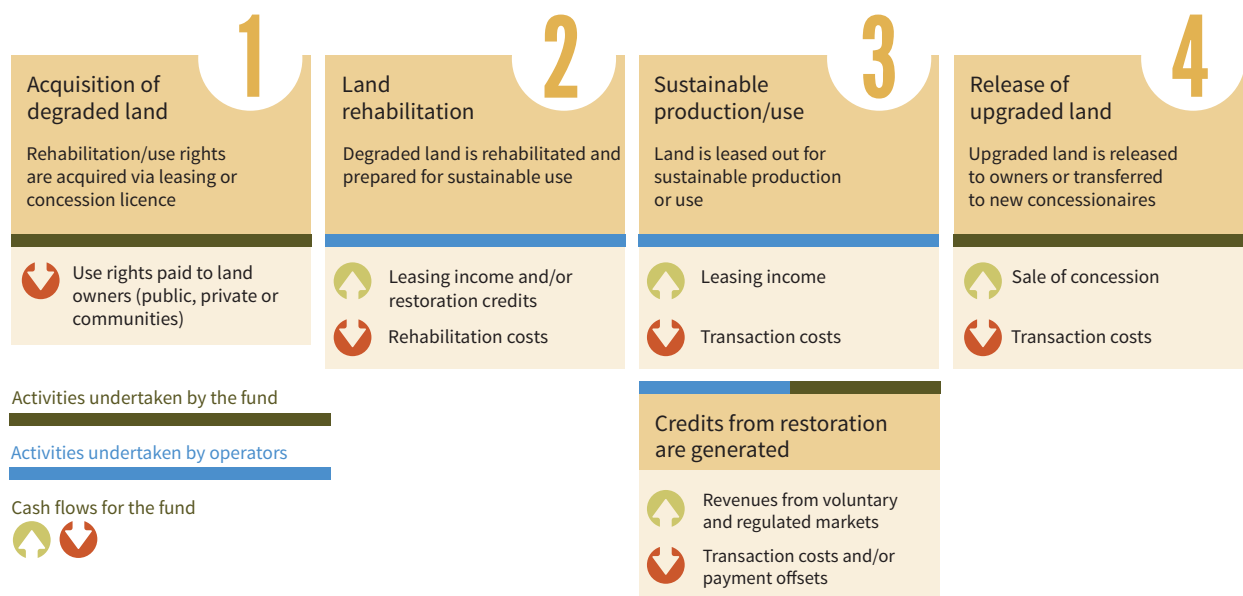 1
Acquisition of
degraded land
Rehabilitation/use rights
are acquired via leasing or
concession licence
Use rights paid to land
owners (public, private or
communities)
2
Land
rehabilitation
Degraded land is rehabilitated and
prepared for sustainable use
Leasing income and/or
restoration credits
Rehabilitation costs
3
Sustainable
production/use
Land is leased out for
sustainable production
or use
Leasing income
Transaction costs
Credits from restoration
are generated
Revenues from voluntary
and regulated markets
Transaction costs and/or
payment offsets
4
Release of
upgraded land
Upgraded land is released
to owners or transferred
to new concessionaires
Sale of concession
Transaction costs
Activities undertaken by the fund
Activities undertaken by operators
Cash flows for the fund